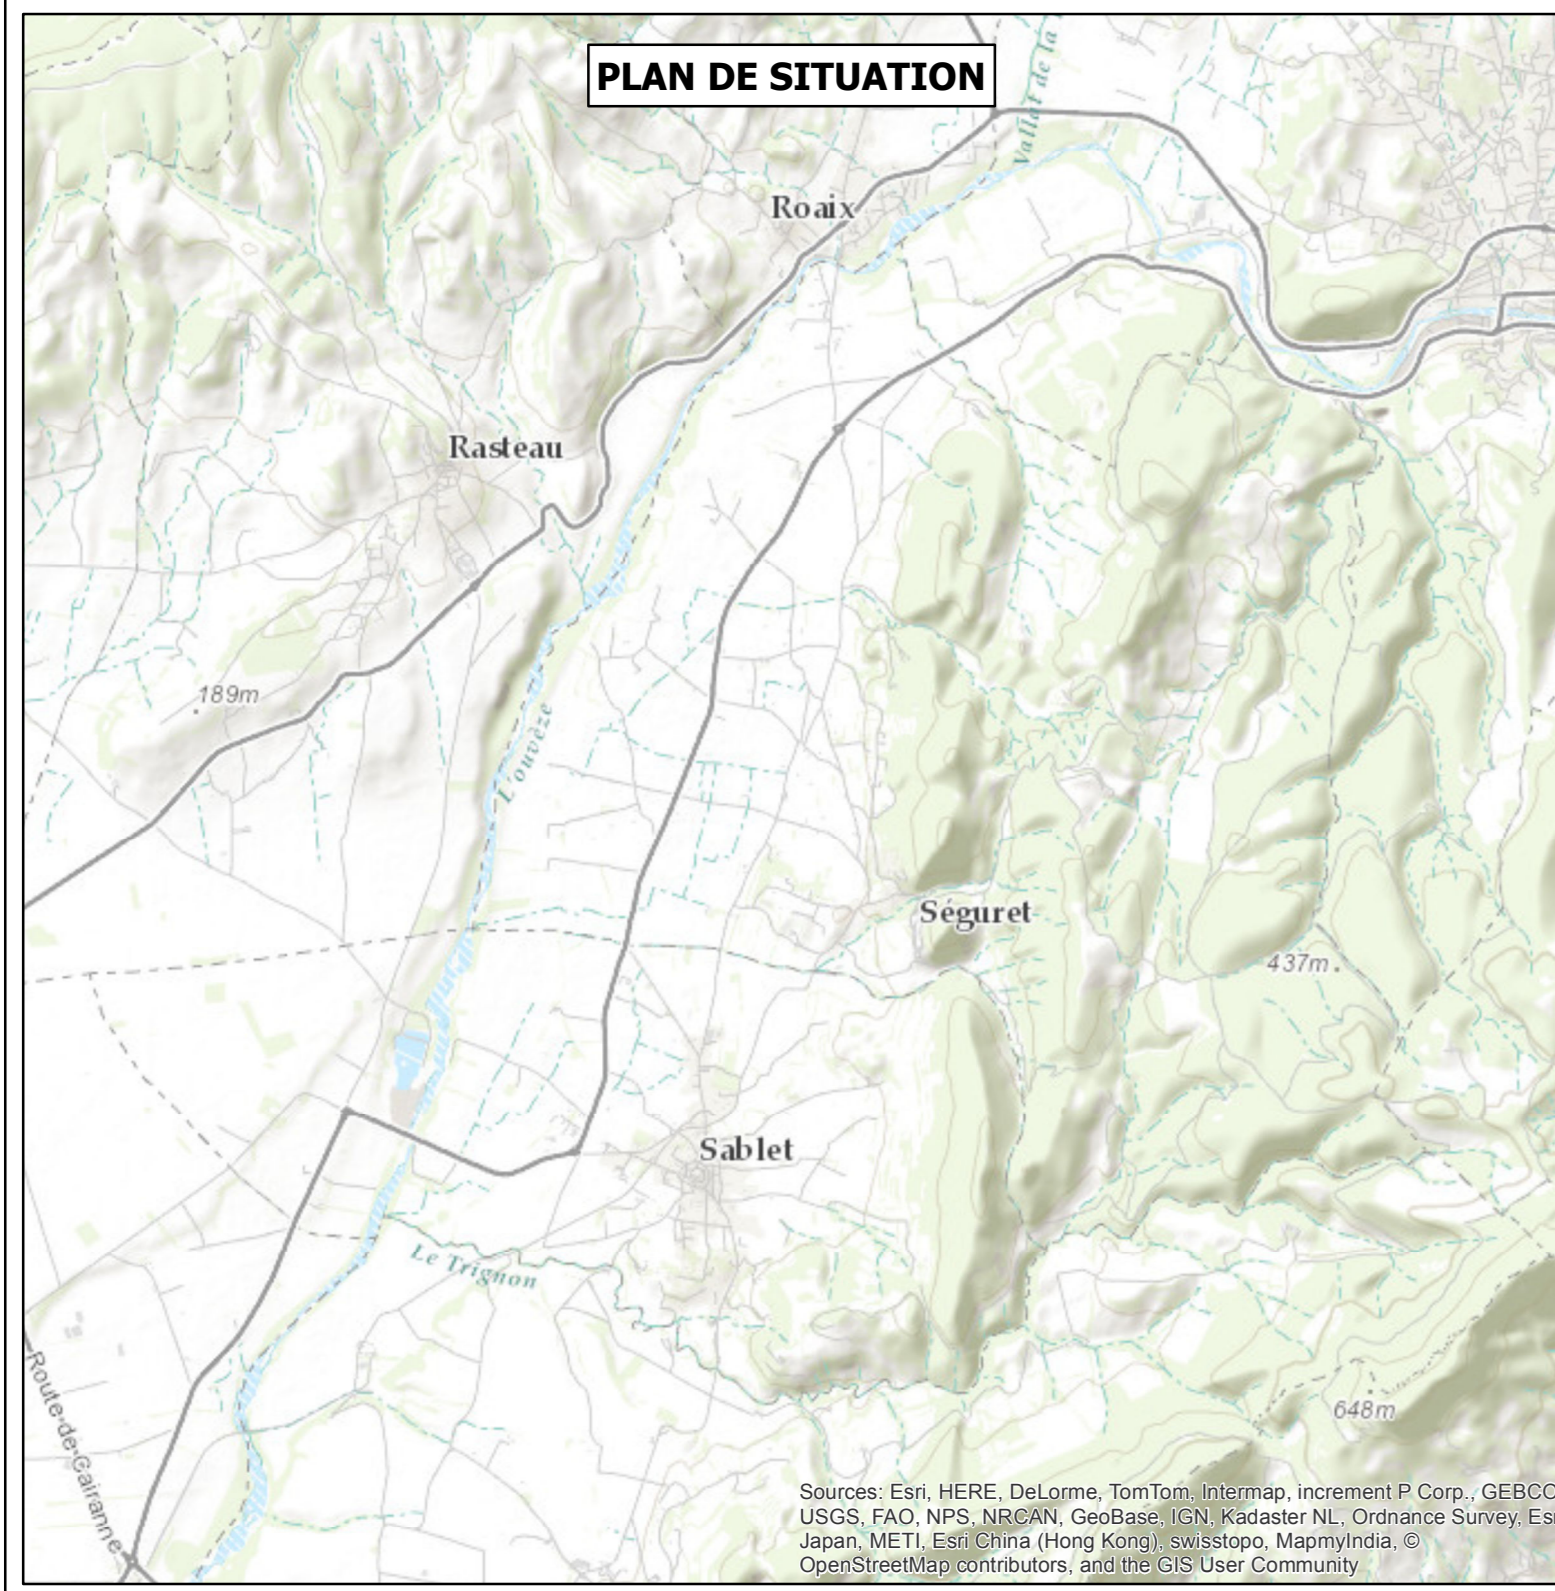 PLAN DE SITUATION
Vallat de la
Roaix
Rasteau
189m
L'ouvèze
Séguret
437m
Sablet
Le Trignon
Route de Cairanne
648m
Sources: Esri, HERE, DeLorme, TomTom, Intermap, increment P Corp., GEBCO
USGS, FAO, NPS, NRCAN, GeoBase, IGN, Kadaster NL, Ordnance Survey, Esri
Japan, METI, Esri China (Hong Kong), swisstopo, MapmyIndia, ©
OpenStreetMap contributors, and the GIS User Community